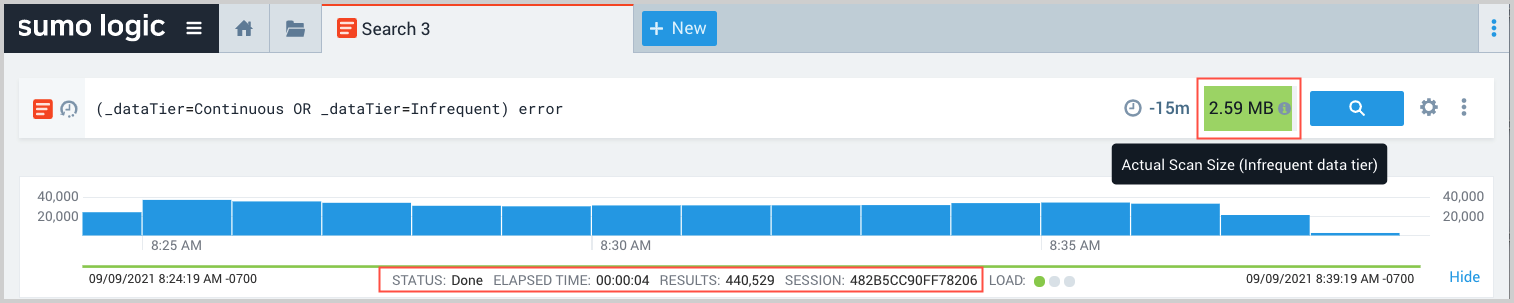 sumo logic
Search 3
+ New
(_dataTier=Continuous OR _dataTier=Infrequent) error
-15m
2.59 MB
Actual Scan Size (Infrequent data tier)
40,000
20,000
40,000
20,000
8:25 AM
8:30 AM
8:35 AM
09/09/2021 8:24:19 AM -0700
STATUS: Done ELAPSED TIME: 00:00:04 RESULTS: 440,529 SESSION: 482B5CC90FF78206 LOAD:
09/09/2021 8:39:19 AM -0700
Hide